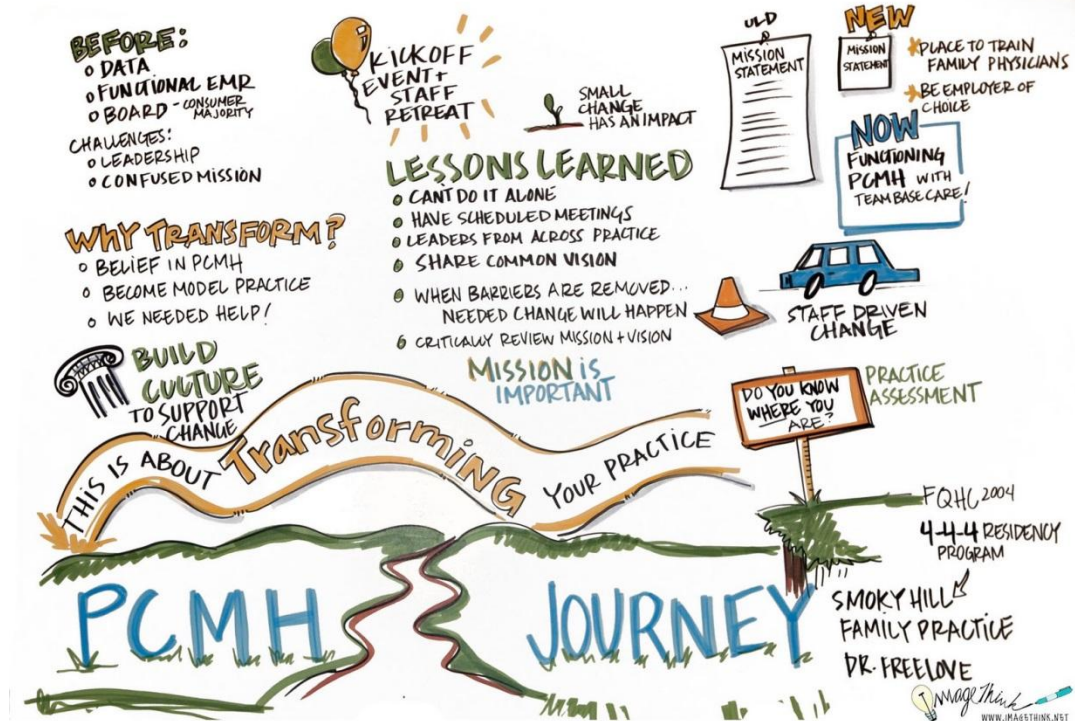 BEFORE:
DATA
FUNCTIONAL EMR
BOARD - CONSUMER MAJORITY
CHALLENGES:
LEADERSHIP
CONFUSED MISSION
WHY TRANSFORM?
BELIEF IN PCMH
BECOME MODEL PRACTICE
WE NEEDED HELP!
BUILD
CULTURE
TO SUPPORT
CHANGE
KICKOFF
EVENT +
STAFF
RETREAT
SMALL
CHANGE
HAS AN IMPACT
LESSONS LEARNED
CANT DO IT ALONE
HAVE SCHEDULED MEETINGS
LEADERS FROM ACROSS PRACTICE
SHARE COMMON VISION
WHEN BARRIERS ARE REMOVED...
NEEDED CHANGE WILL HAPPEN
CRITICALLY REVIEW MISSION + VISION
MISSION IS
IMPORTANT
OLD
MISSION
STATEMENT
NEW
MISSION
STATEMENT
PLACE TO TRAIN
FAMILY PHYSICIANS
BE EMPLOYER OF
CHOICE
NOW
FUNCTIONING
PCMH WITH
TEAM BASE CARE!
STAFF DRIVEN
CHANGE
DO YOU KNOW
WHERE YOU
ARE?
PRACTICE
ASSESSMENT
THIS IS ABOUT TransformING YOUR PRACTICE
FQHC 2004
4-4-4 RESIDENCY
PROGRAM
SMOKY HILL
FAMILY PRACTICE
DR. FREELOVE
PCMH JOURNEY
ImageThink
WWW.IMAGETHINK.NET